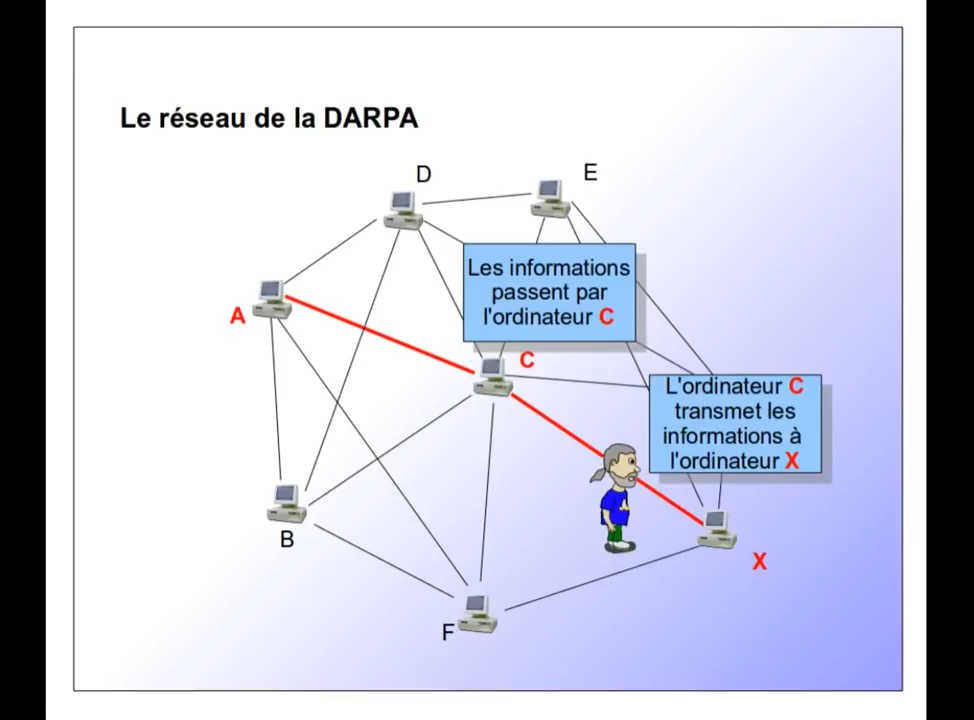 Le réseau de la DARPA
D
E
Les informations
passent par
l'ordinateur C
A
C
L'ordinateur C
transmet les
informations à
l'ordinateur X
B
X
F